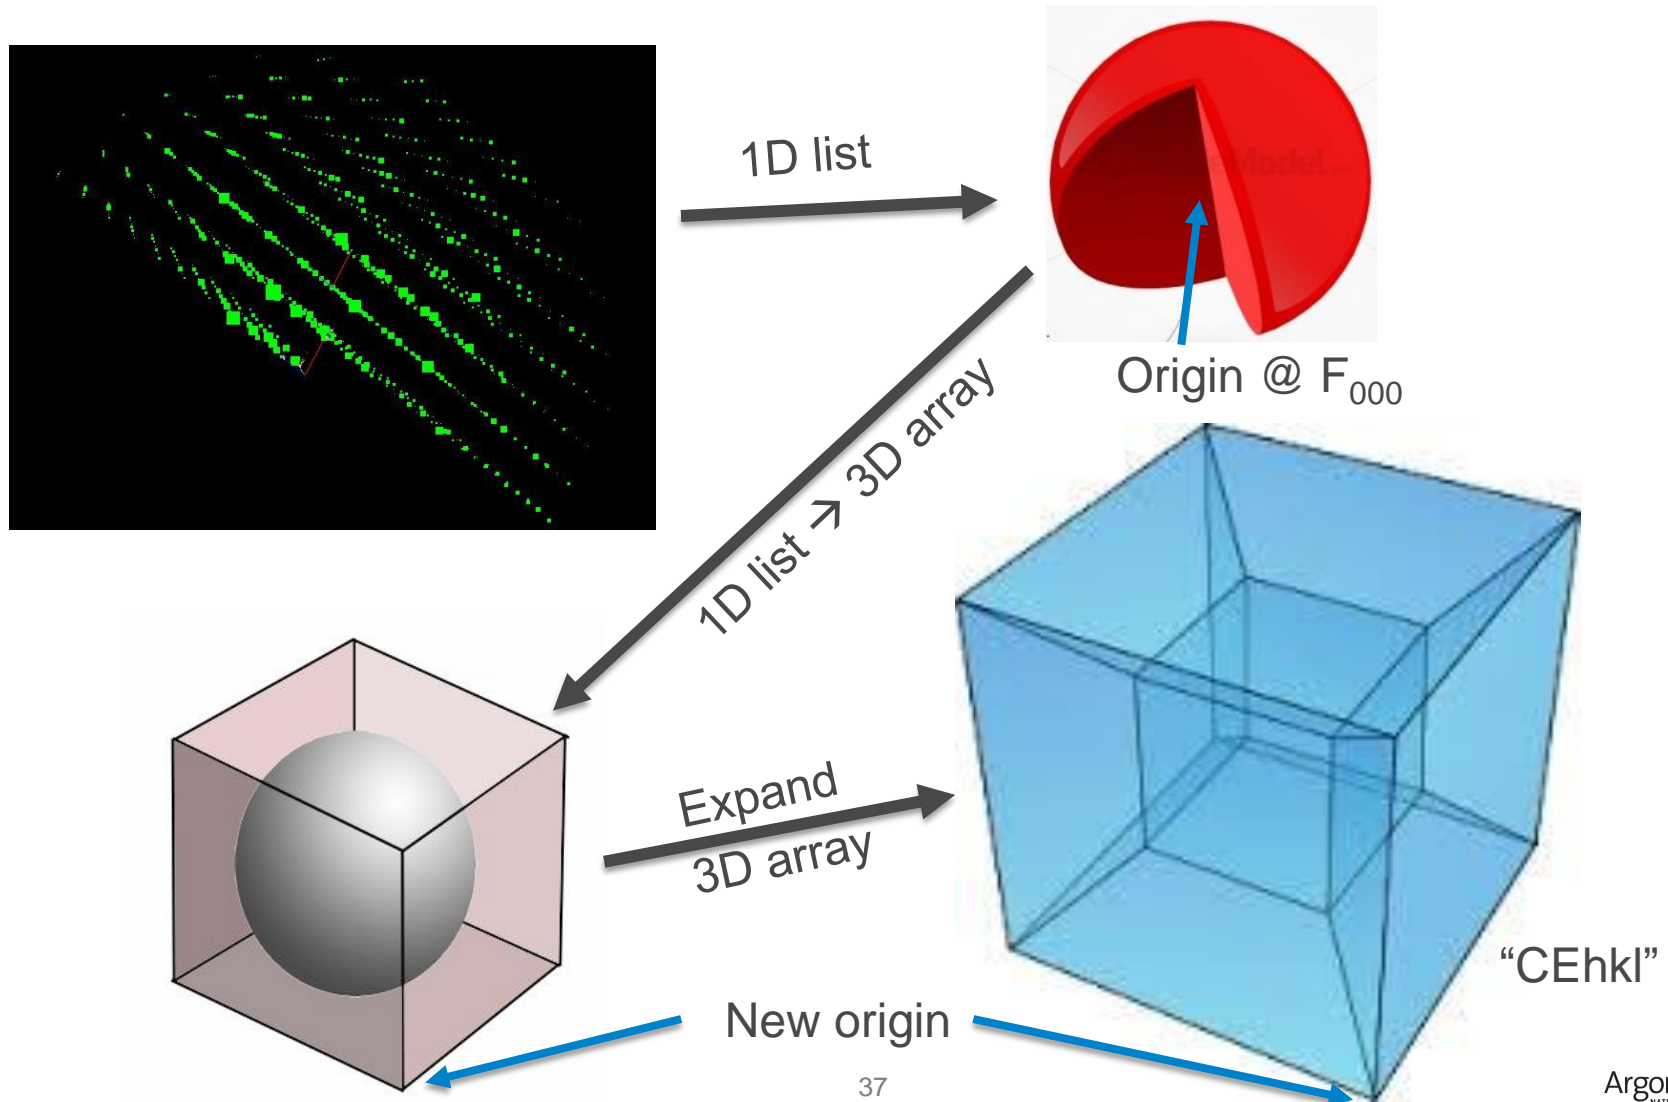 1D list
Origin @ F000
1D list → 3D array
Expand
3D array
“CEhkl”
New origin
37